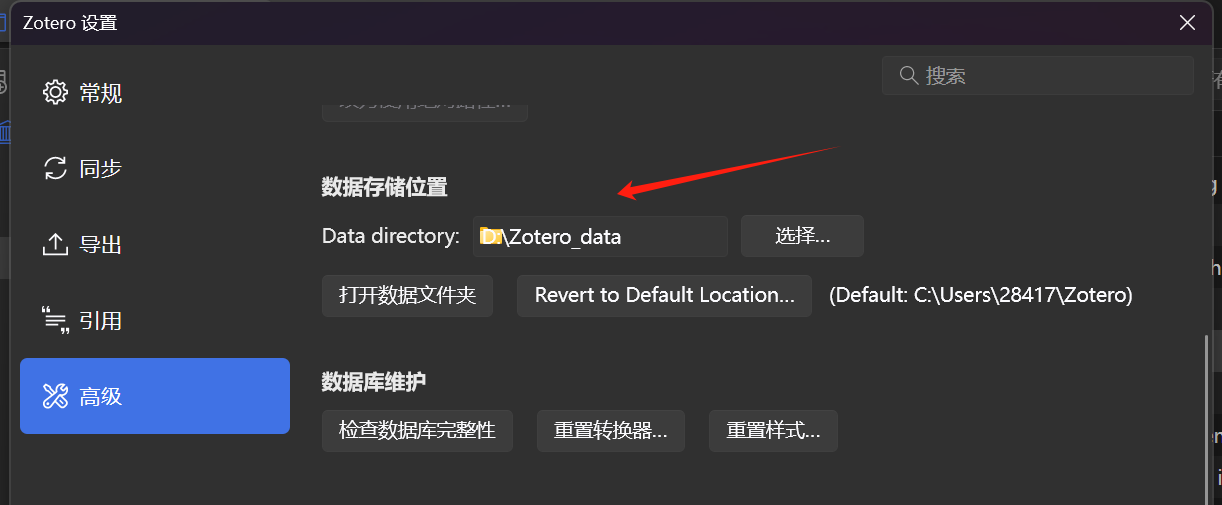 Zotero 设置
搜索
常规
同步
导出
引用
高级
数据存储位置
Data directory: D:\Zotero_data 选择...
打开数据文件夹 Revert to Default Location... (Default: C:\Users\28417\Zotero)
数据库维护
检查数据库完整性 重置转换器... 重置样式...